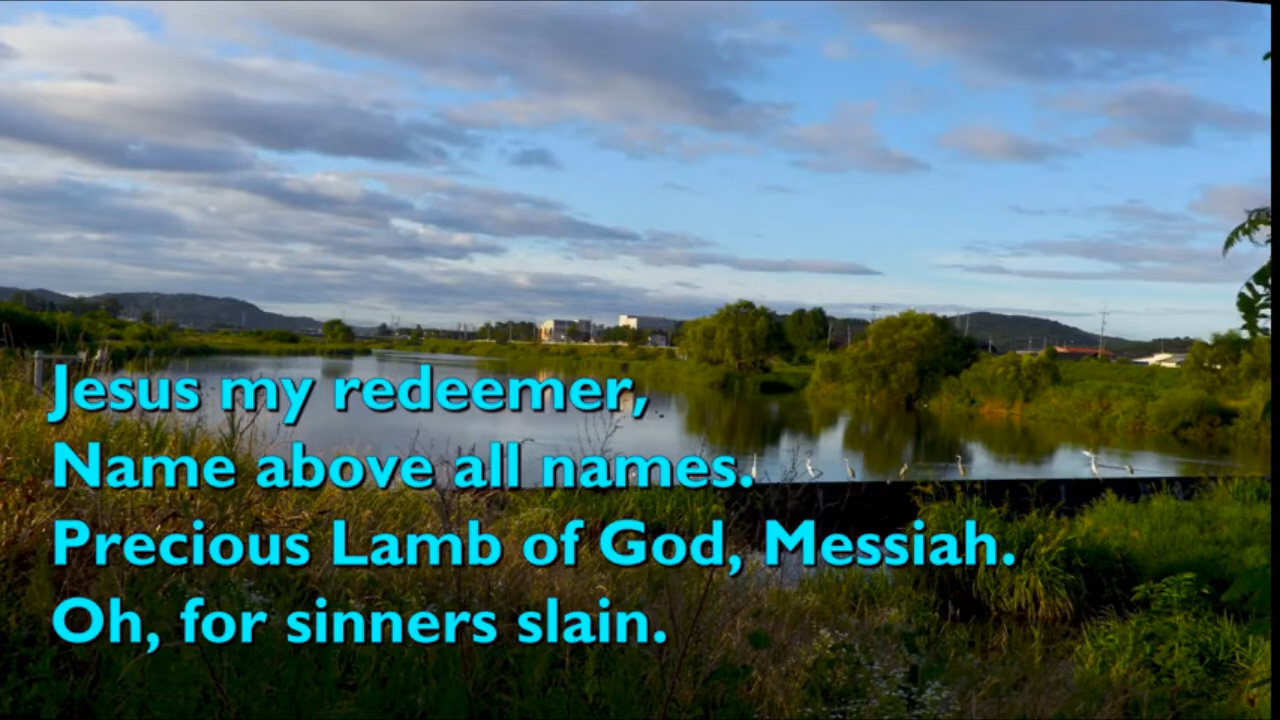 Jesus my redeemer,
Name above all names.
Precious Lamb of God, Messiah.
Oh, for sinners slain.